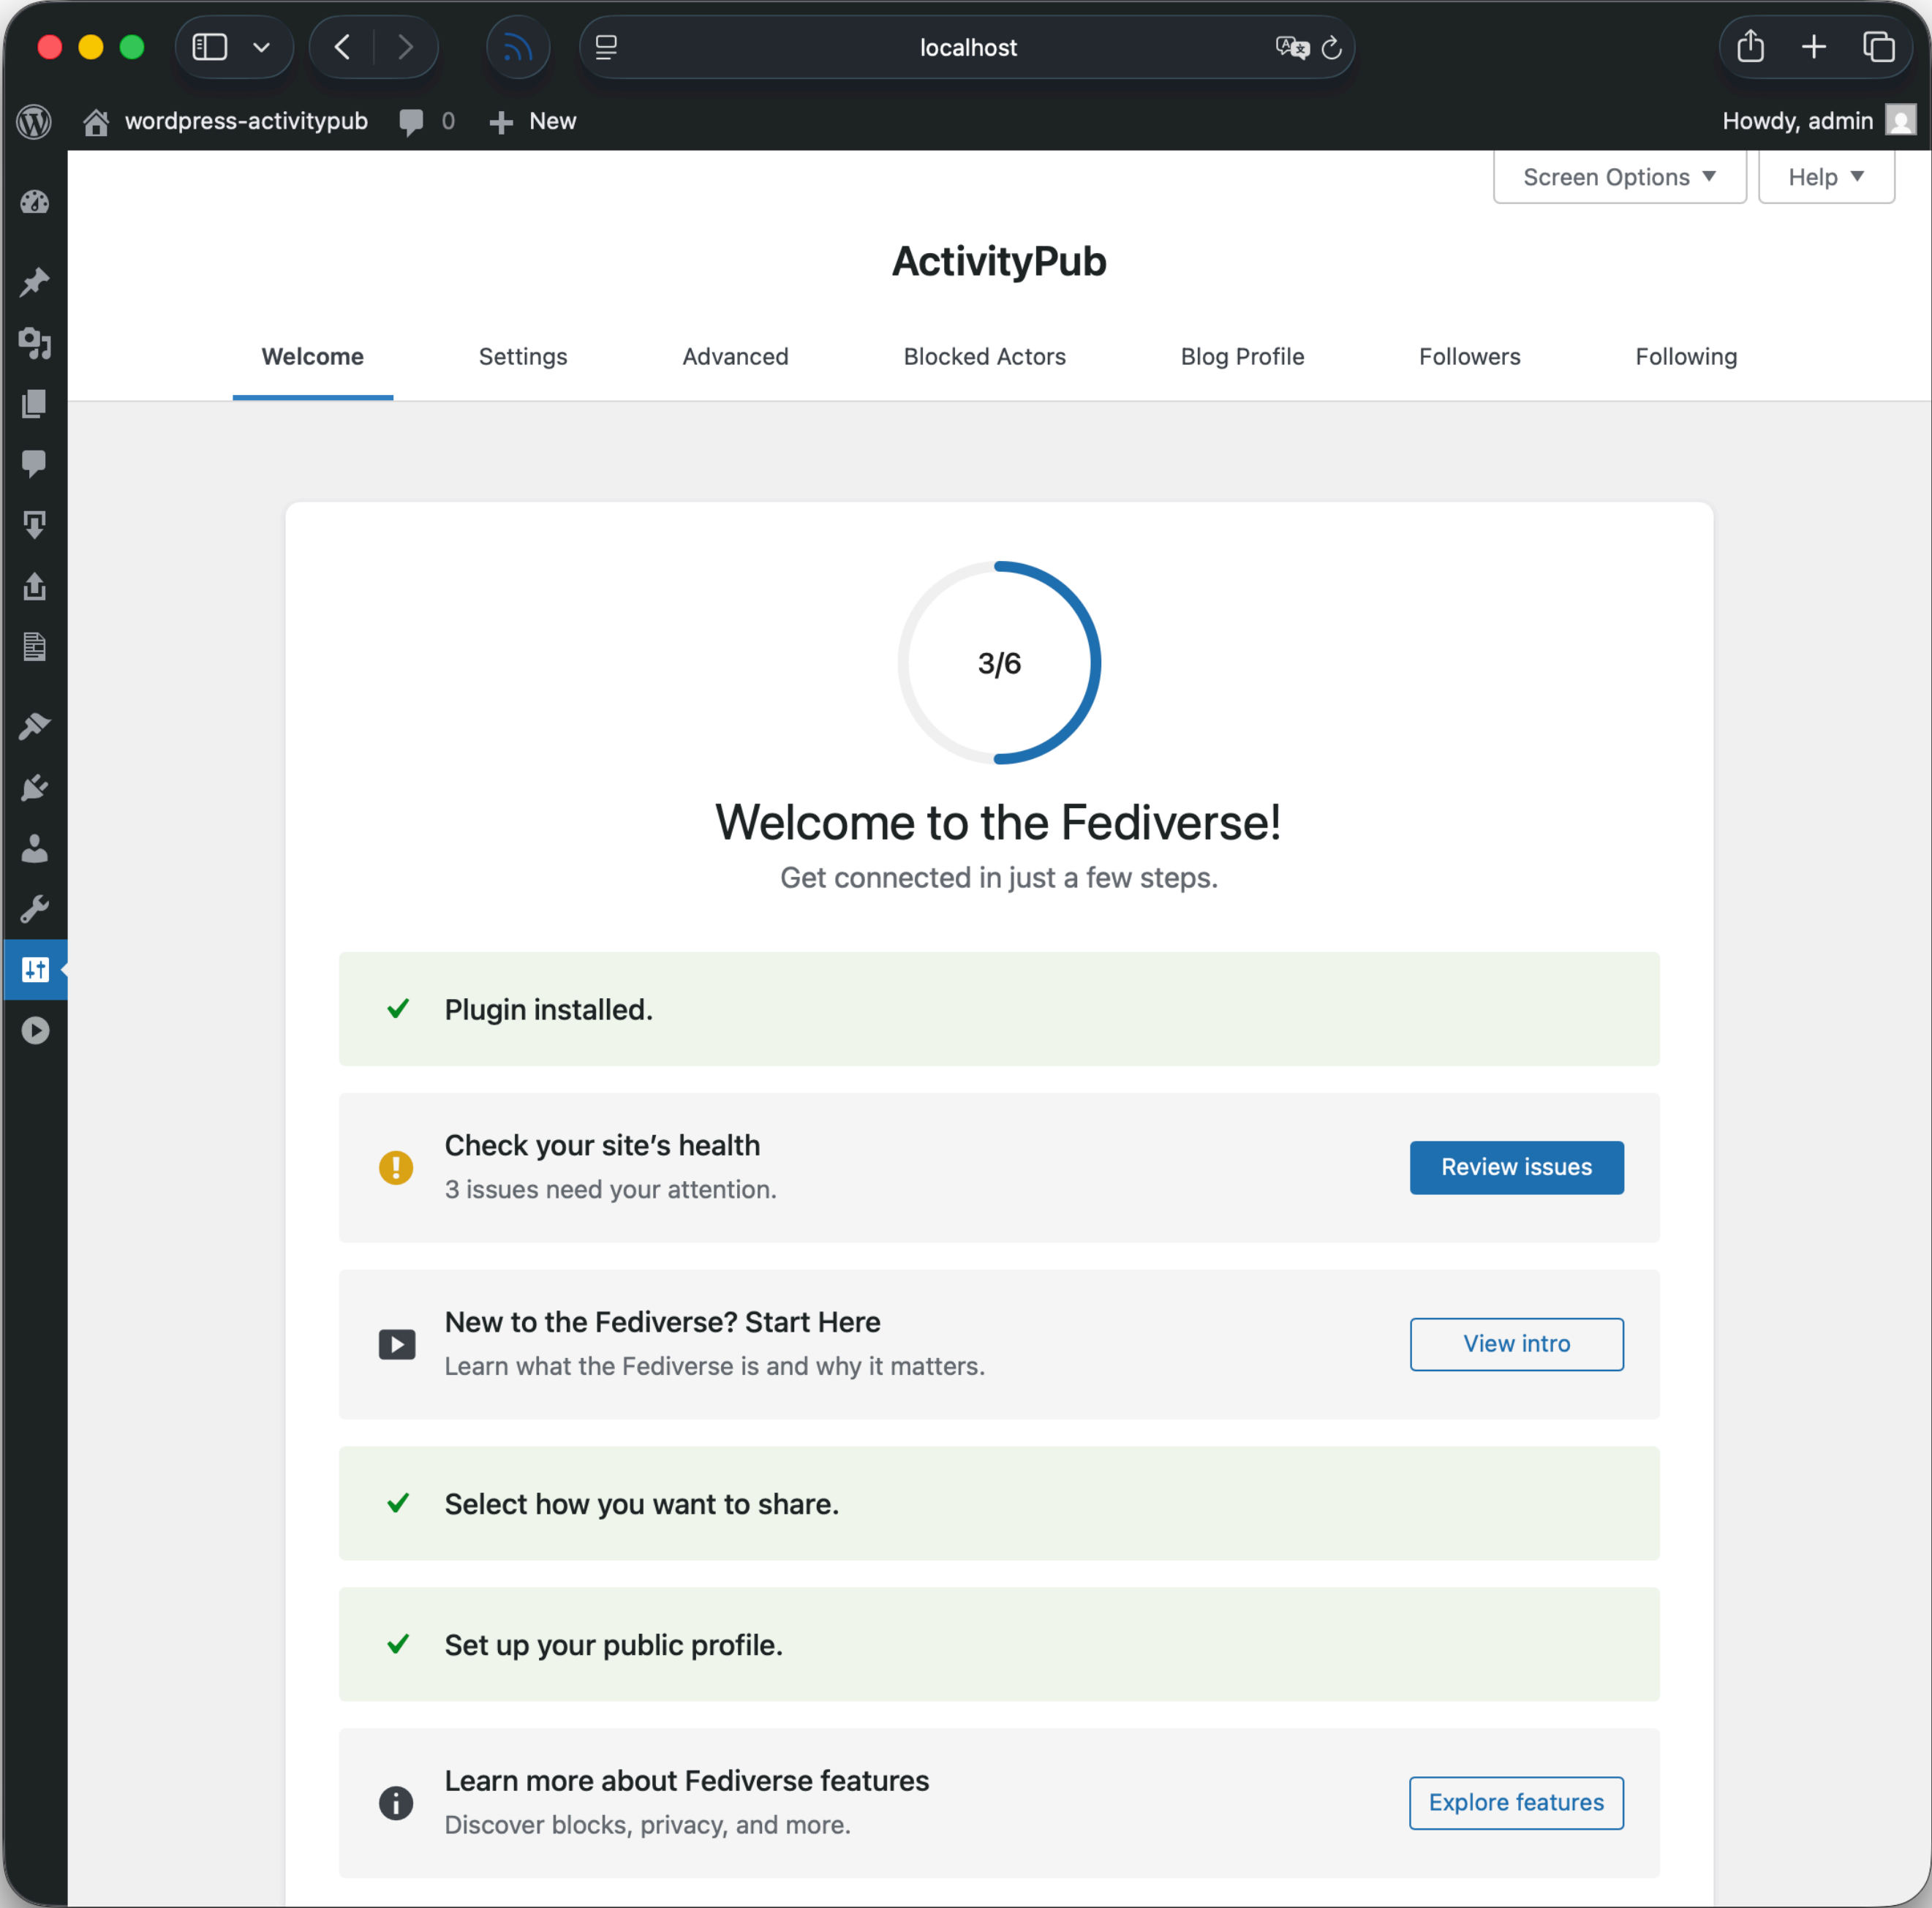 localhost
wordpress-activitypub
0
New
Howdy, admin
Screen Options
Help
ActivityPub
Welcome
Settings
Advanced
Blocked Actors
Blog Profile
Followers
Following
3/6
Welcome to the Fediverse!
Get connected in just a few steps.
Plugin installed.
Check your site’s health
3 issues need your attention.
Review issues
New to the Fediverse? Start Here
Learn what the Fediverse is and why it matters.
View intro
Select how you want to share.
Set up your public profile.
Learn more about Fediverse features
Discover blocks, privacy, and more.
Explore features